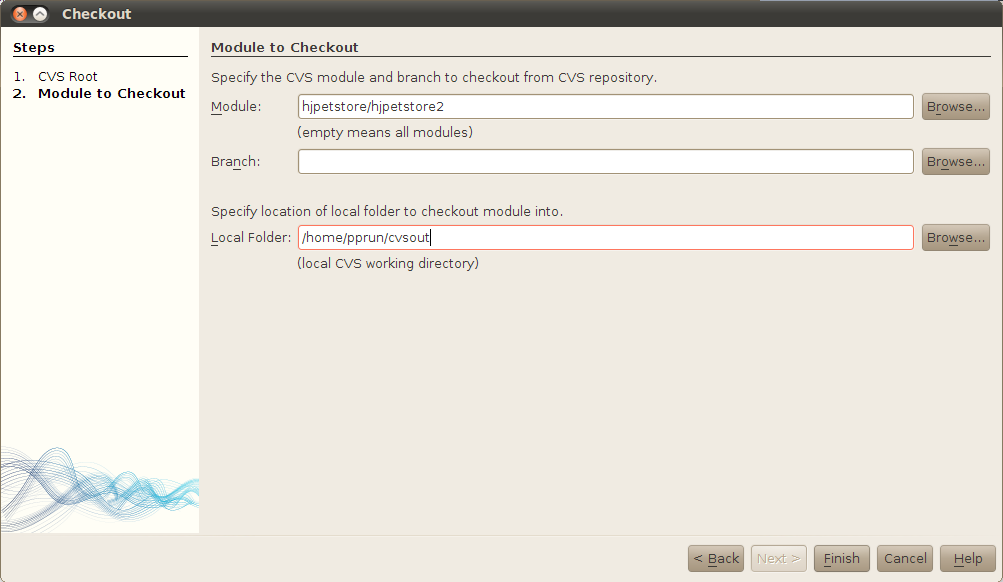 Checkout
Steps
1. CVS Root
2. Module to Checkout
Module to Checkout
Specify the CVS module and branch to checkout from CVS repository.
Module: hjpetstore/hjpetstore2 Browse...
(empty means all modules)
Branch: Browse...
Specify location of local folder to checkout module into.
Local Folder: /home/pprun/cvsout Browse...
(local CVS working directory)
< Back Next > Finish Cancel Help